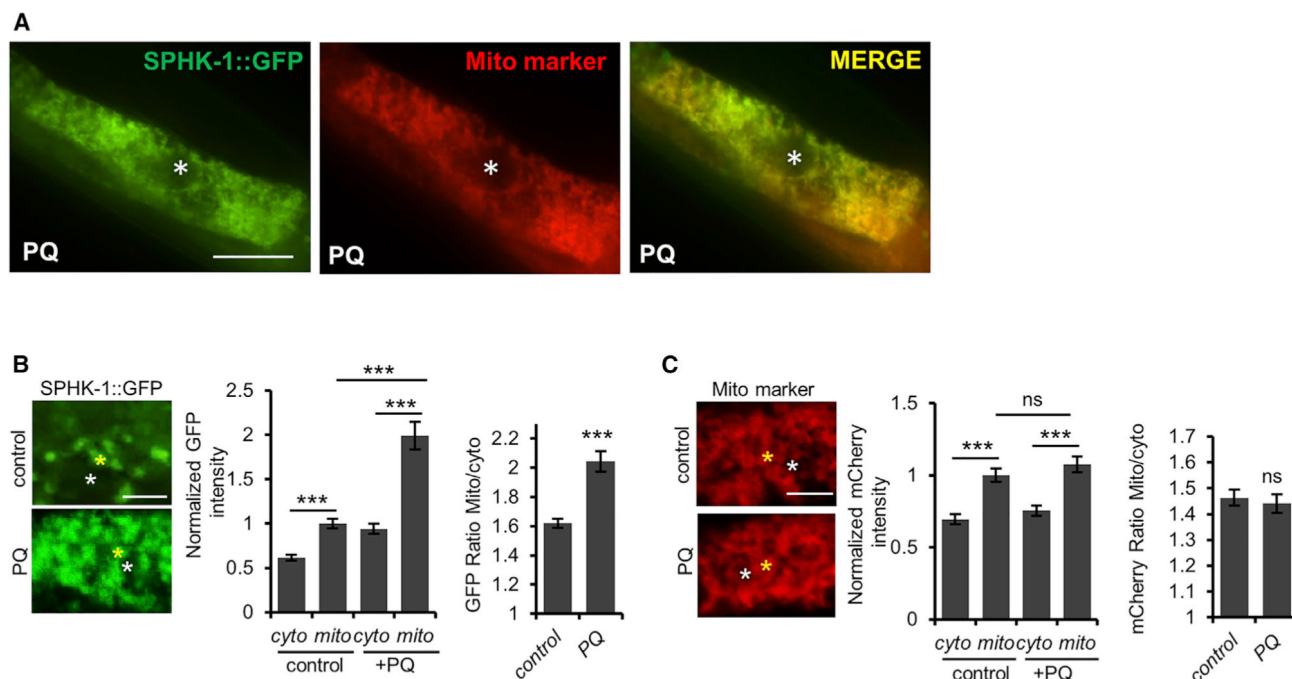 A
SPHK-1::GFP
Mito marker
MERGE
*
*
*
PQ
PQ
PQ
B
SPHK-1::GFP
control
PQ
*
*
*
*
Normalized GFP
intensity
2.5
2
1.5
1
0.5
0
***
***
***
cyto mito cyto mito
control +PQ
GFP Ratio Mito/cyto
2.2
2
1.8
1.6
1.4
1.2
1
***
control PQ
C
Mito marker
control
PQ
*
*
*
*
Normalized mCherry
intensity
1.5
1
0.5
0
ns
***
***
cyto mito cyto mito
control +PQ
mCherry Ratio Mito/cyto
1.7
1.6
1.5
1.4
1.3
1.2
1.1
1
ns
control PQ